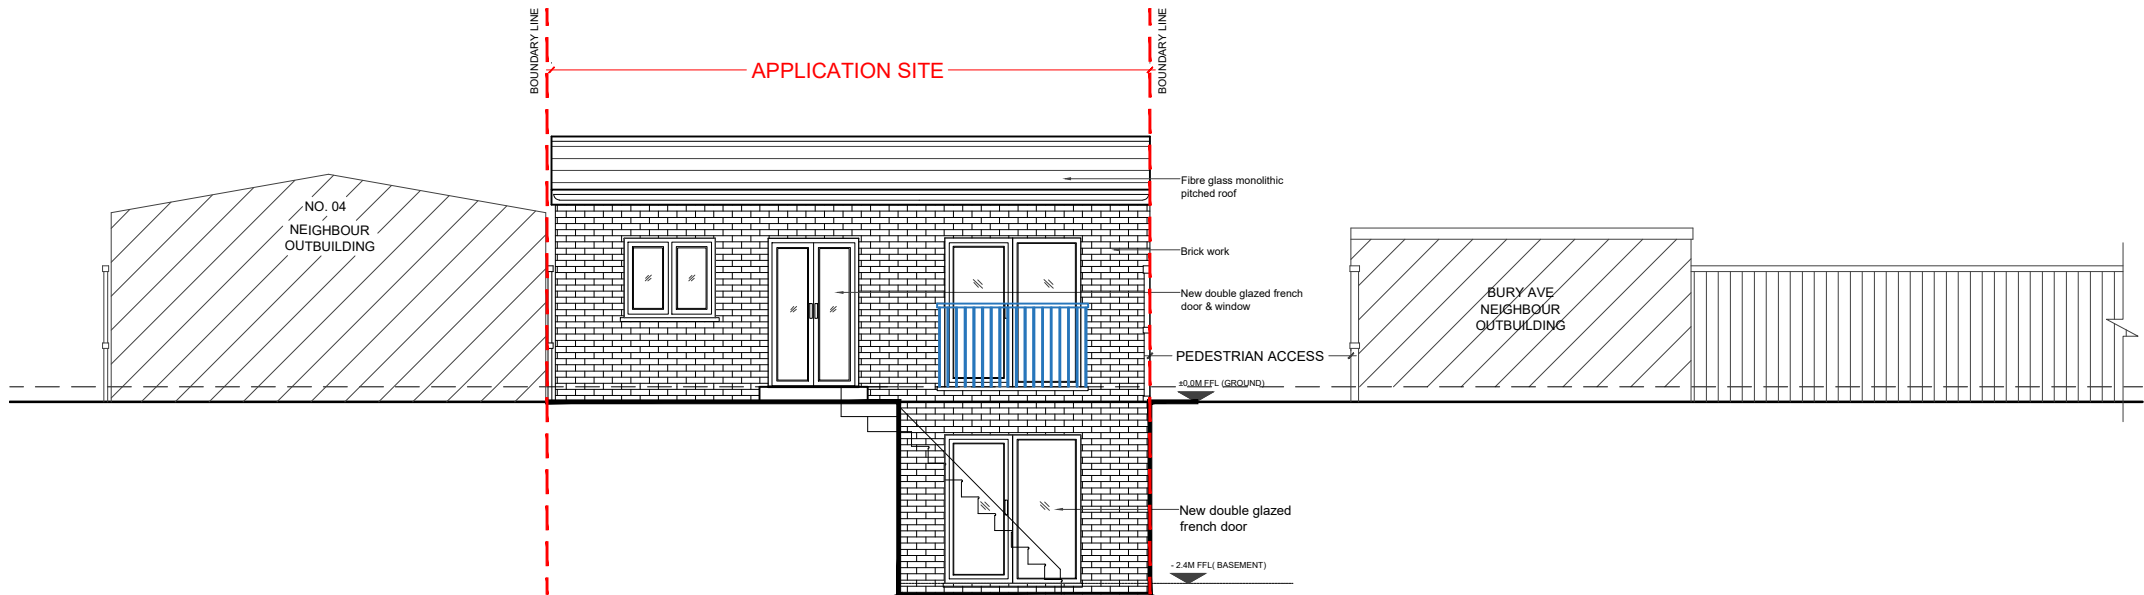 BOUNDARY LINE
BOUNDARY LINE
APPLICATION SITE
Fibre glass monolithic
pitched roof
NO. 04
NEIGHBOUR
OUTBUILDING
Brick work
New double glazed french
door & window
BURY AVE
NEIGHBOUR
OUTBUILDING
PEDESTRIAN ACCESS
±0.0M FFL (GROUND)
New double glazed
french door
- 2.4M FFL( BASEMENT)